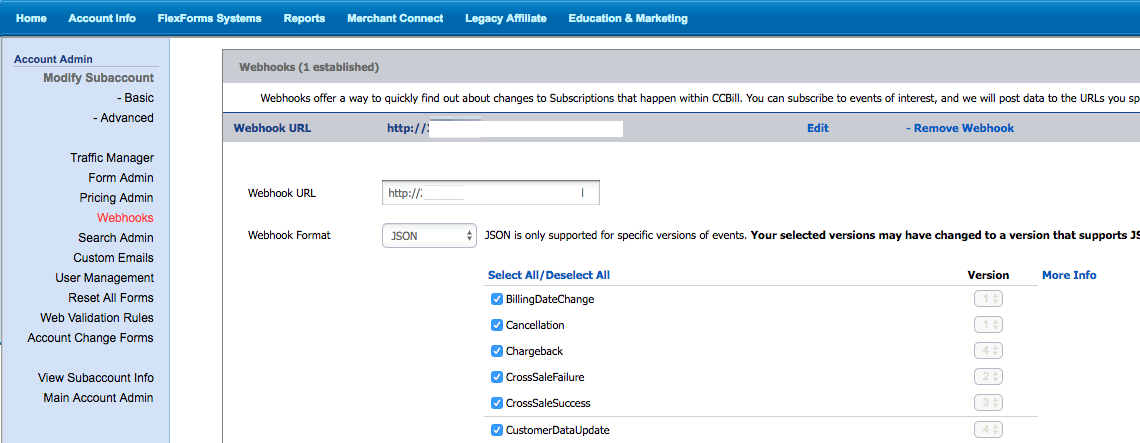 Home Account Info FlexForms Systems Reports Merchant Connect Legacy Affiliate Education & Marketing
Account Admin
Modify Subaccount
- Basic
- Advanced
Traffic Manager
Form Admin
Pricing Admin
Webhooks
Search Admin
Custom Emails
User Management
Reset All Forms
Web Validation Rules
Account Change Forms
View Subaccount Info
Main Account Admin
Webhooks (1 established)
Webhooks offer a way to quickly find out about changes to Subscriptions that happen within CCBill. You can subscribe to events of interest, and we will post data to the URLs you sp
Webhook URL http:// Edit - Remove Webhook
Webhook URL http://
Webhook Format JSON JSON is only supported for specific versions of events. Your selected versions may have changed to a version that supports JS
Select All/Deselect All Version More Info
BillingDateChange 1
Cancellation 1
Chargeback 4
CrossSaleFailure 2
CrossSaleSuccess 3
CustomerDataUpdate 4